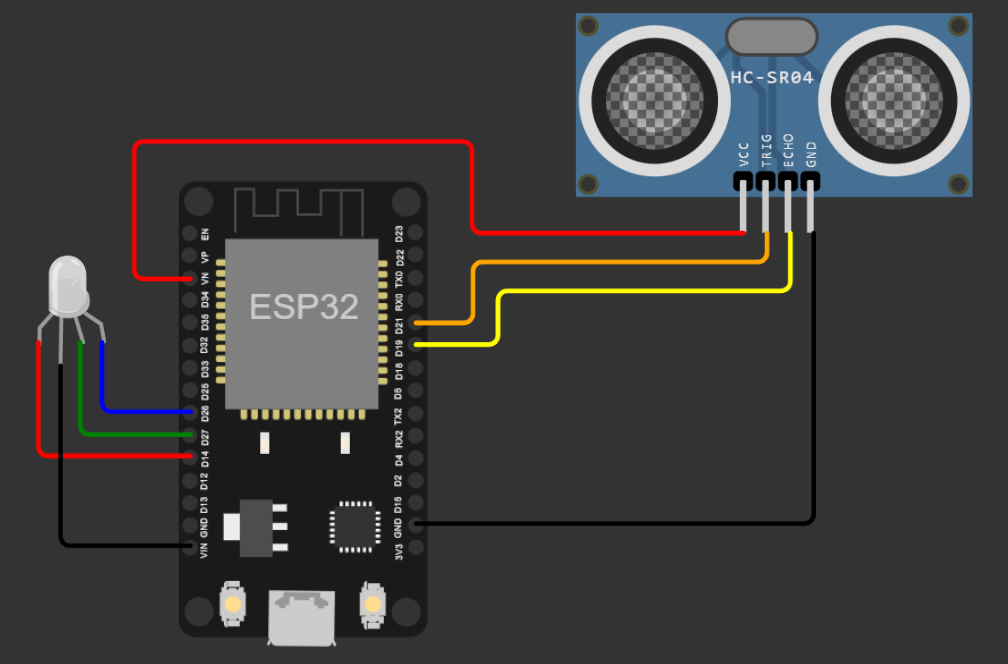 HC-SR04
VCC
TRIG
ECHO
GND
ESP32
EN
VP
VN
D34
D35
D32
D33
D25
D26
D27
D14
D12
D13
GND
VIN
D23
D22
TX0
RX0
D21
D19
D18
D5
TX2
RX2
D4
D2
D15
GND
3V3